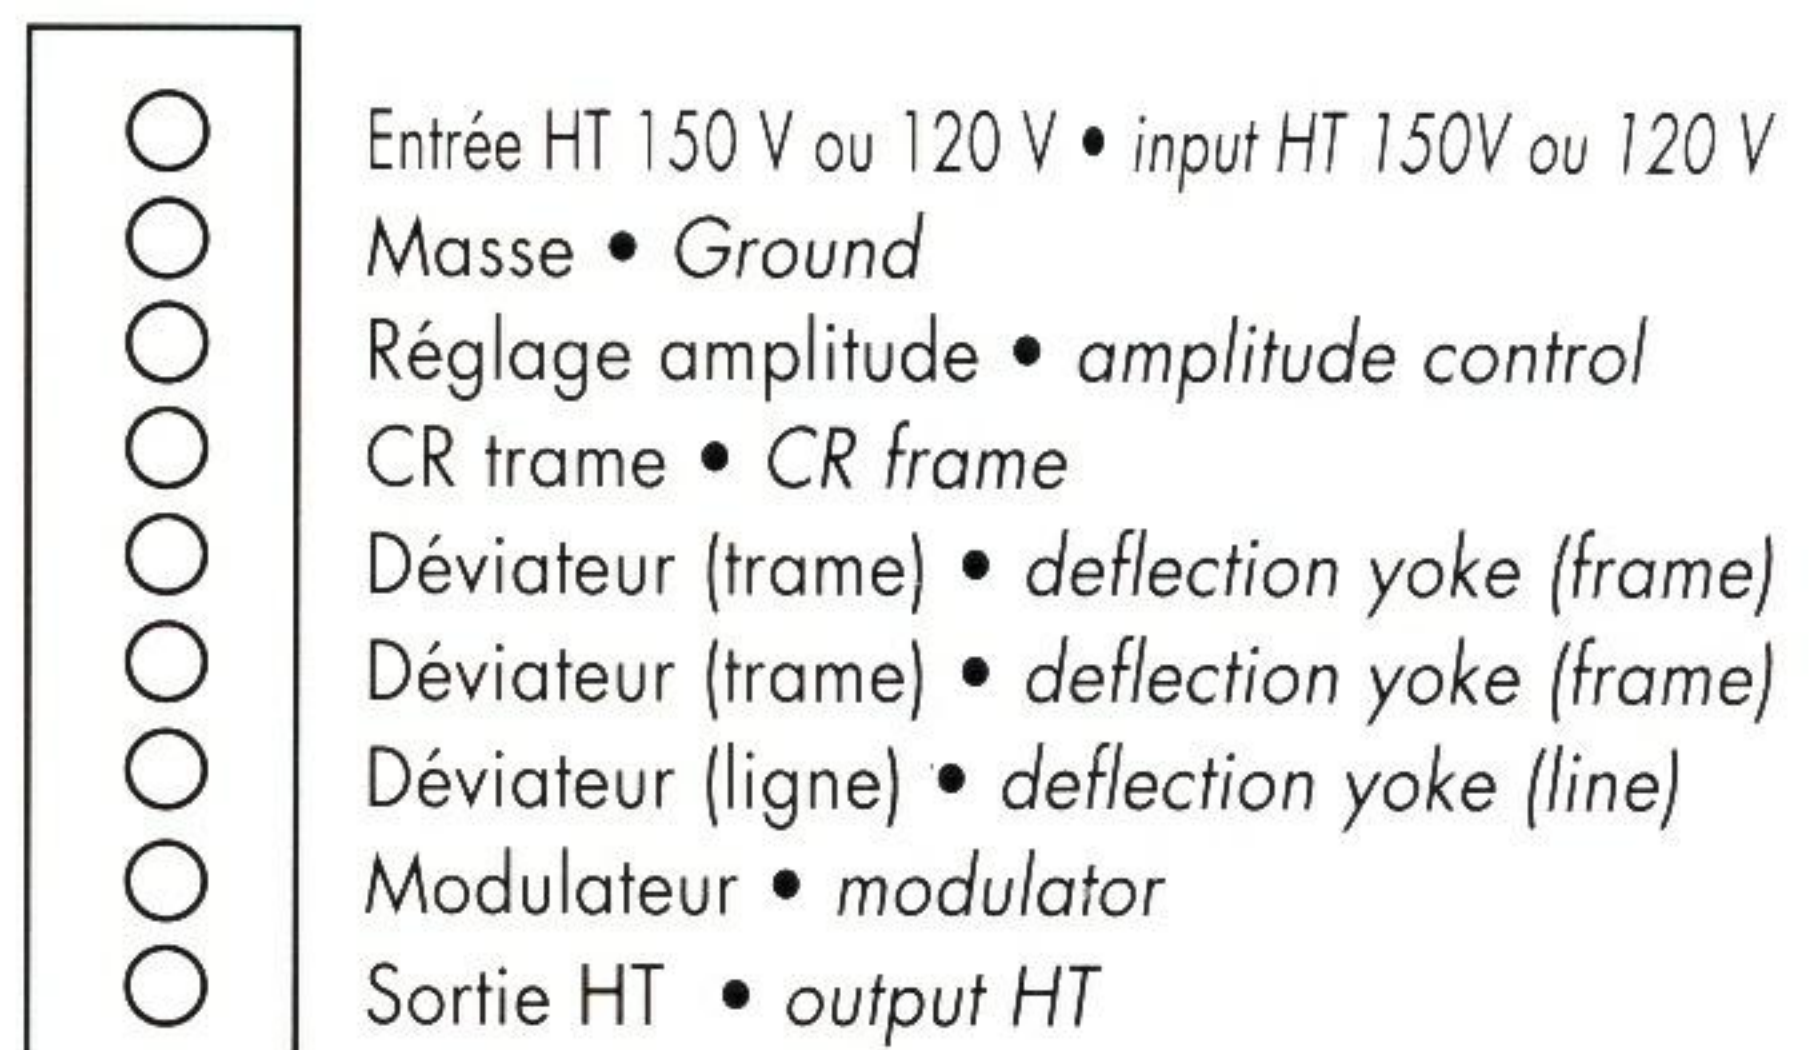 Entrée HT 150 V ou 120 V • input HT 150V ou 120 V
Masse • Ground
Réglage amplitude • amplitude control
CR trame • CR frame
Déviateur (trame) • deflection yoke (frame)
Déviateur (trame) • deflection yoke (frame)
Déviateur (ligne) • deflection yoke (line)
Modulateur • modulator
Sortie HT • output HT